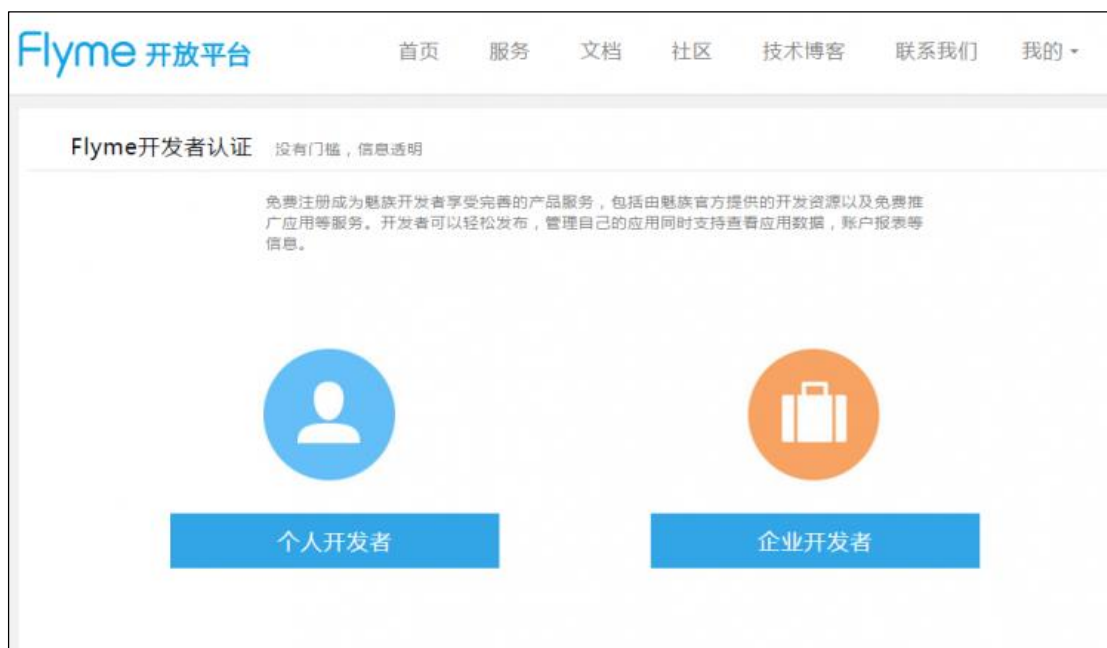 Flyme 开放平台 首页 服务 文档 社区 技术博客 联系我们 我的
Flyme开发者认证 没有门槛，信息透明
免费注册成为魅族开发者享受完善的产品服务，包括由魅族官方提供的开发资源以及免费推
广应用等服务。开发者可以轻松发布，管理自己的应用同时支持查看应用数据，账户报表等
信息。
个人开发者 企业开发者